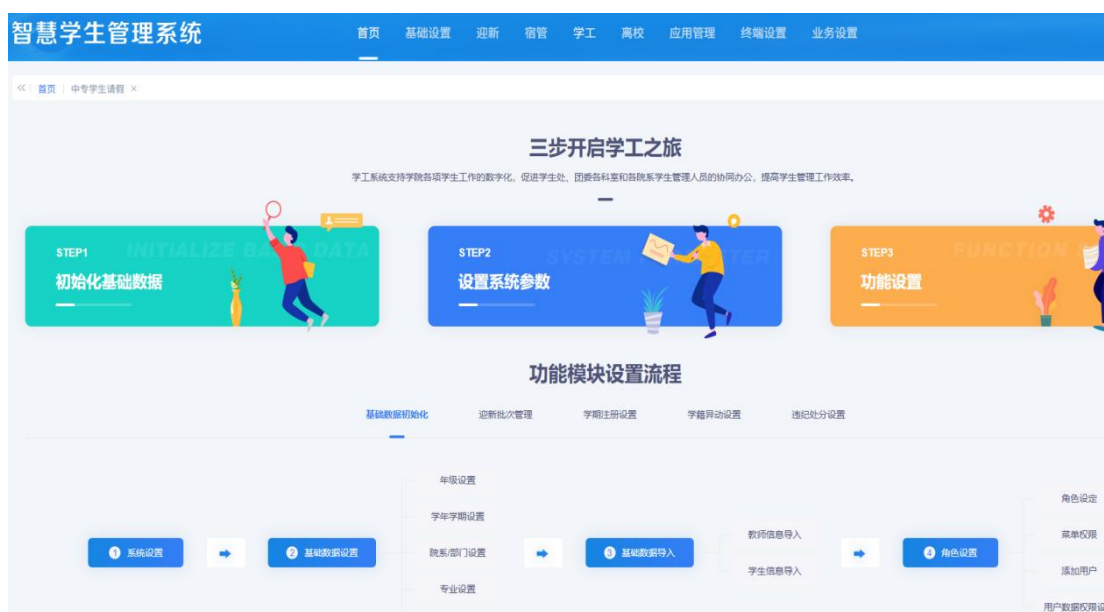 智慧学生管理系统
首页 基础设置 迎新 宿管 学工 离校 应用管理 终端设置 业务设置
« 首页 中专学生请假 ×
三步开启学工之旅
学工系统支持学院各项学生工作的数字化，促进学生处、团委各科室和各院系学生管理人员的协同办公，提高学生管理工作效率。
STEP1 INITIALIZE BASE DATA
初始化基础数据
STEP2 SYSTEM
设置系统参数
STEP3 FUNCTION
功能设置
功能模块设置流程
基础数据初始化 迎新批次管理 学期注册设置 学籍异动设置 违纪处分设置
1 系统设置
2 基础数据设置
年级设置
学年学期设置
院系/部门设置
专业设置
3 基础数据导入
教师信息导入
学生信息导入
4 角色设置
角色设定
菜单权限
添加用户
用户数据权限设